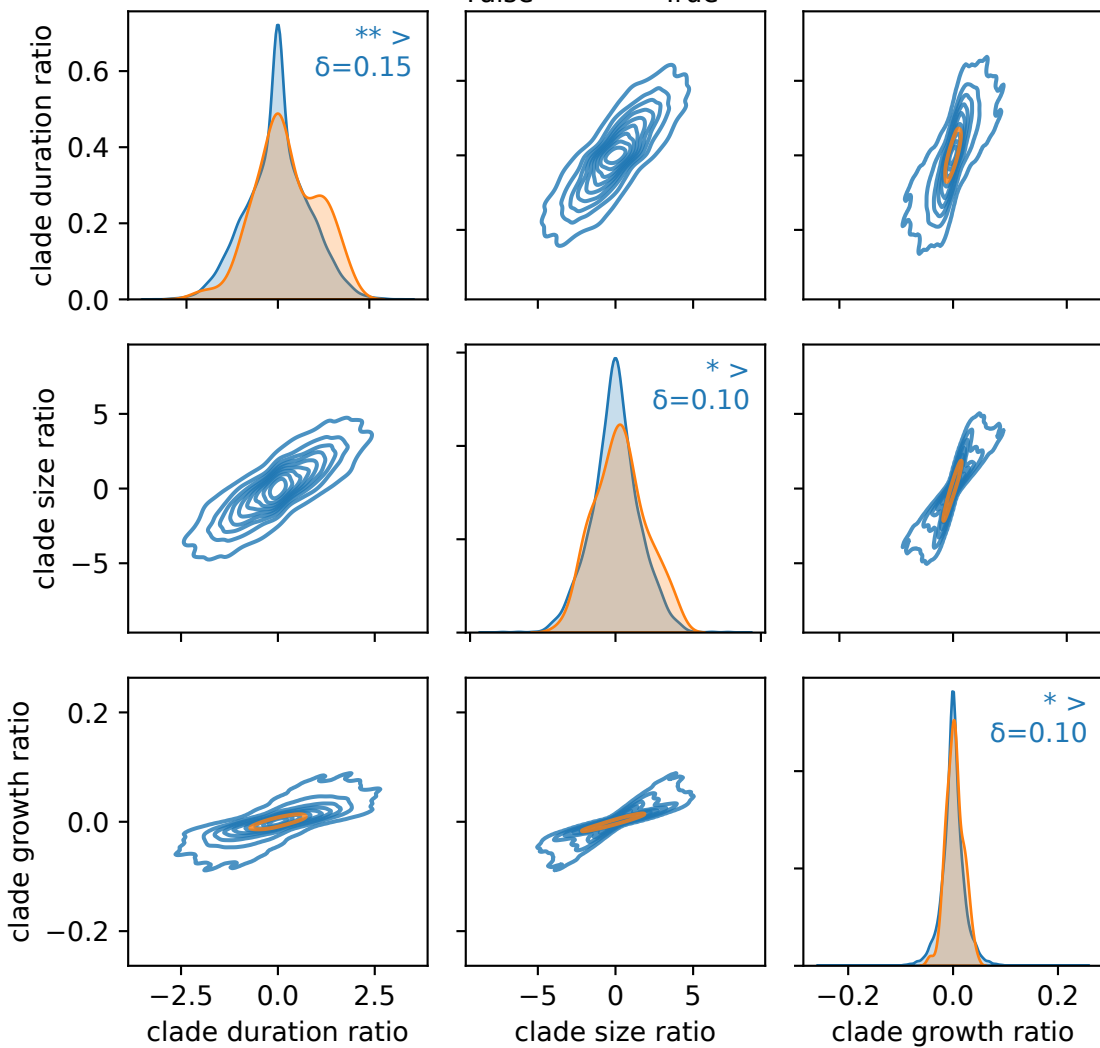 clade duration ratio
0.6
0.4
0.2
0.0
** >
δ=0.15
clade size ratio
5
0
−5
* >
δ=0.10
clade growth ratio
0.2
0.0
−0.2
* >
δ=0.10
−2.5 0.0 2.5
−5 0 5
−0.2 0.0 0.2
clade duration ratio
clade size ratio
clade growth ratio